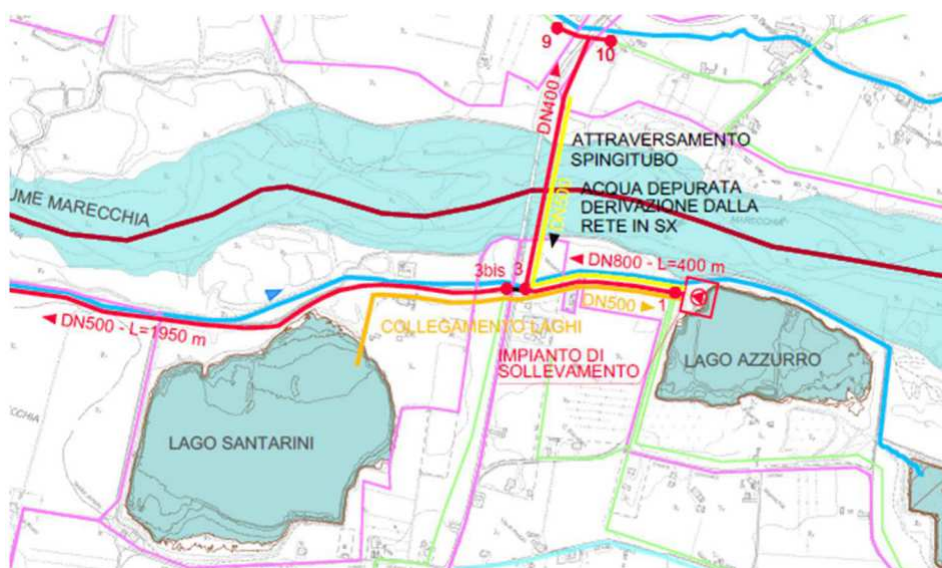 9
10
DN400
ATTRAVERSAMENTO
SPINGITUBO
DN500
ACQUA DEPURATA
DERIVAZIONE DALLA
RETE IN SX
UME MARECCHIA
MARECCHIA
3bis
3
DN800 - L=400 m
DN500
1
DN500 - L=1950 m
COLLEGAMENTO LAGHI
IMPIANTO DI
SOLLEVAMENTO
LAGO AZZURRO
LAGO SANTARINI